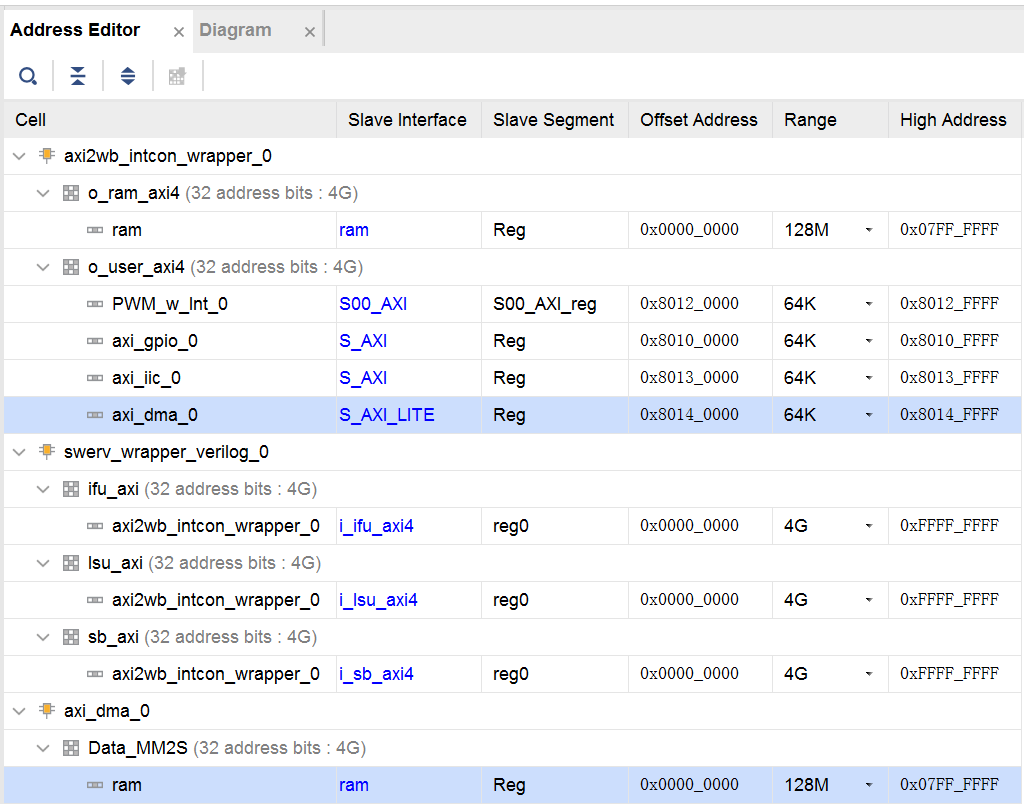 Address Editor Diagram
Cell Slave Interface Slave Segment Offset Address Range High Address
axi2wb_intcon_wrapper_0
o_ram_axi4 (32 address bits : 4G)
ram ram Reg 0x0000_0000 128M 0x07FF_FFFF
o_user_axi4 (32 address bits : 4G)
PWM_w_Int_0 S00_AXI S00_AXI_reg 0x8012_0000 64K 0x8012_FFFF
axi_gpio_0 S_AXI Reg 0x8010_0000 64K 0x8010_FFFF
axi_iic_0 S_AXI Reg 0x8013_0000 64K 0x8013_FFFF
axi_dma_0 S_AXI_LITE Reg 0x8014_0000 64K 0x8014_FFFF
swerv_wrapper_verilog_0
ifu_axi (32 address bits : 4G)
axi2wb_intcon_wrapper_0 i_ifu_axi4 reg0 0x0000_0000 4G 0xFFFF_FFFF
lsu_axi (32 address bits : 4G)
axi2wb_intcon_wrapper_0 i_lsu_axi4 reg0 0x0000_0000 4G 0xFFFF_FFFF
sb_axi (32 address bits : 4G)
axi2wb_intcon_wrapper_0 i_sb_axi4 reg0 0x0000_0000 4G 0xFFFF_FFFF
axi_dma_0
Data_MM2S (32 address bits : 4G)
ram ram Reg 0x0000_0000 128M 0x07FF_FFFF